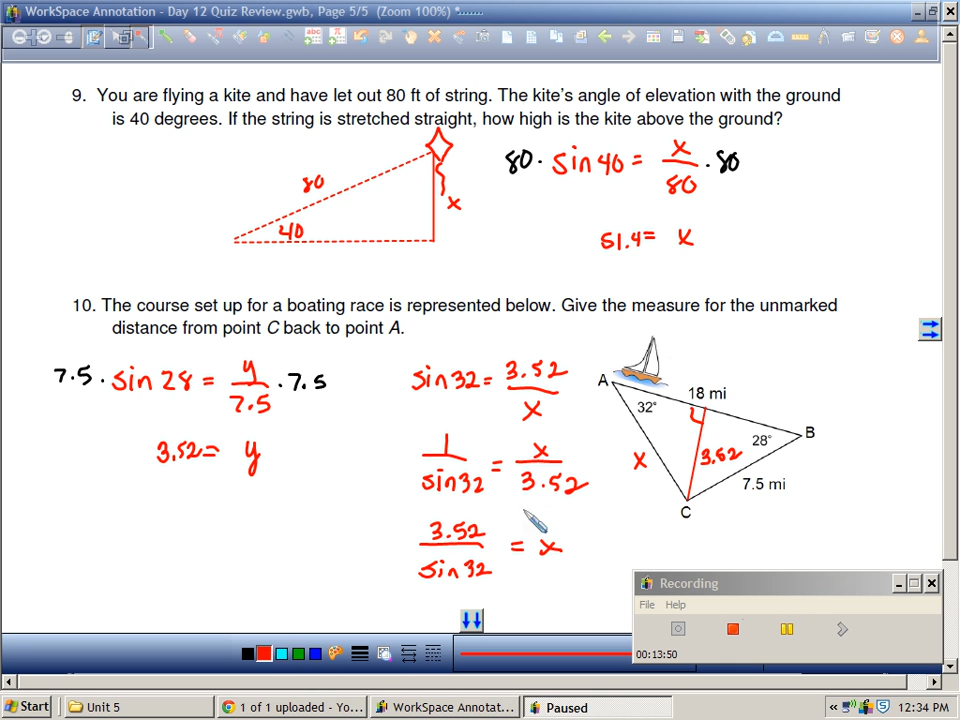 WorkSpace Annotation - Day 12 Quiz Review.gwb, Page 5/5 (Zoom 100%) *
9. You are flying a kite and have let out 80 ft of string. The kite's angle of elevation with the ground
is 40 degrees. If the string is stretched straight, how high is the kite above the ground?
80
40
x
80 · sin 40 = x/80 · 80
51.4 = x
10. The course set up for a boating race is represented below. Give the measure for the unmarked
distance from point C back to point A.
7.5 · sin 28 = y/7.5 · 7.5
3.52 = y
sin 32 = 3.52/x
1/sin 32 = x/3.52
3.52/sin 32 = x
A
18 mi
32°
B
28°
x
3.52
7.5 mi
C
Recording
File Help
00:13:50
Start
Unit 5
1 of 1 uploaded - Yo...
WorkSpace Annotat...
Paused
12:34 PM